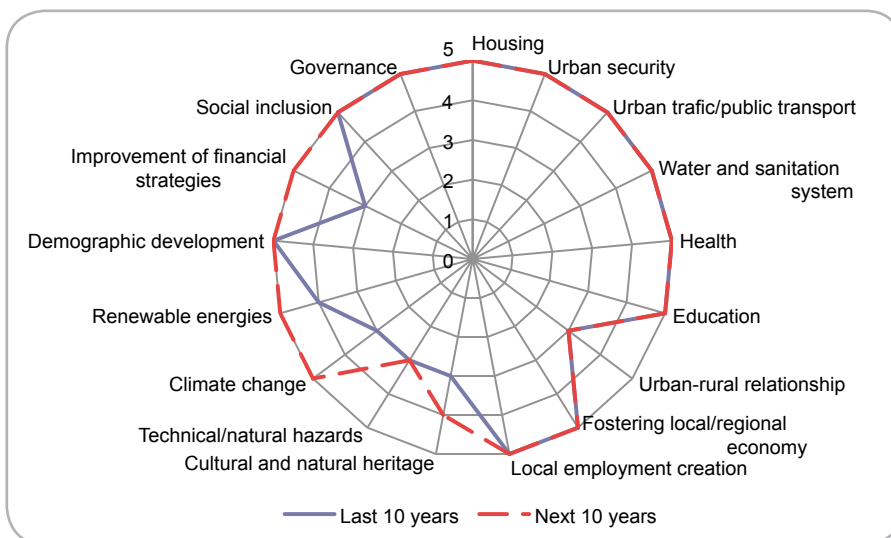 5
Housing
Governance
Urban security
Social inclusion
4
Urban trafic/public transport
Improvement of financial
strategies
3
Water and sanitation
system
2
Demographic development
1
Health
0
Renewable energies
Education
Climate change
Urban-rural relationship
Technical/natural hazards
Fostering local/regional
economy
Cultural and natural heritage
Local employment creation
Last 10 years
Next 10 years